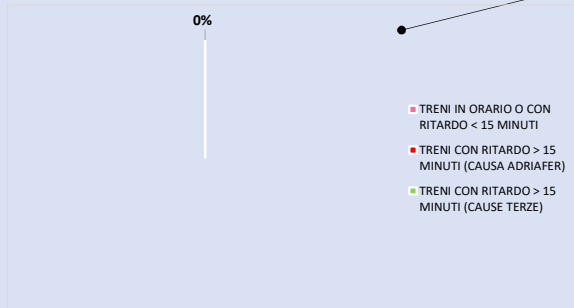 0%
TRENI IN ORARIO O CON
RITARDO < 15 MINUTI
TRENI CON RITARDO > 15
MINUTI (CAUSA ADRIAFER)
TRENI CON RITARDO > 15
MINUTI (CAUSE TERZE)